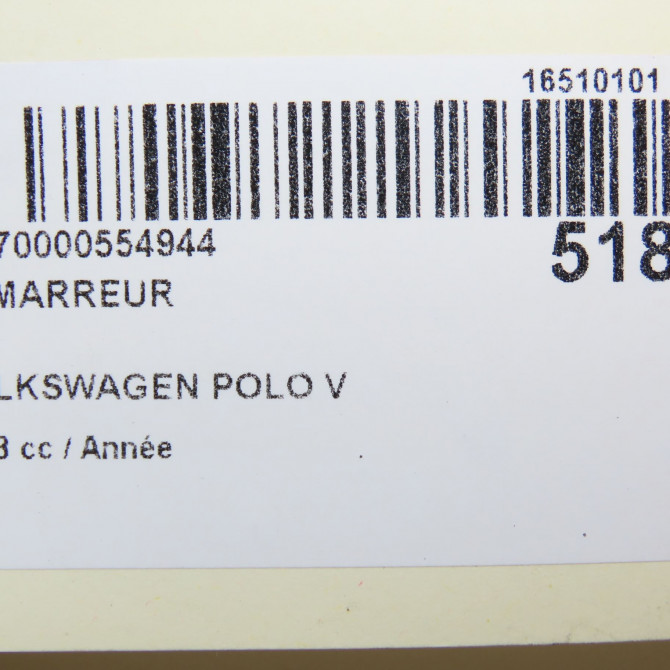 16510101
70000554944
518
MARREUR
LKSWAGEN POLO V
3 cc / Année